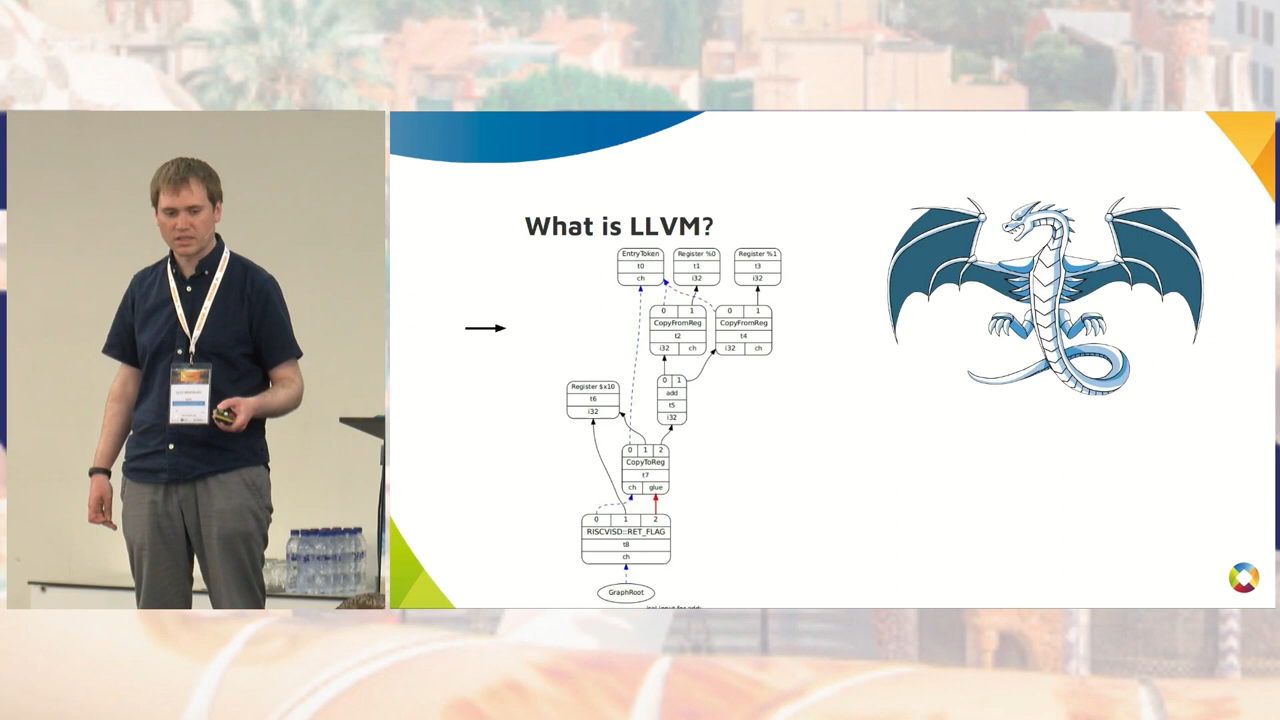 What is LLVM?
EntryToken
t0
ch
Register %0
t1
i32
Register %1
t3
i32
0 1
CopyFromReg
t2
i32 ch
0 1
CopyFromReg
t4
i32 ch
0 1
add
t5
i32
Register $x10
t6
i32
0 1 2
CopyToReg
t7
ch glue
0 1 2
RISCVISD::RET_FLAG
t8
ch
GraphRoot